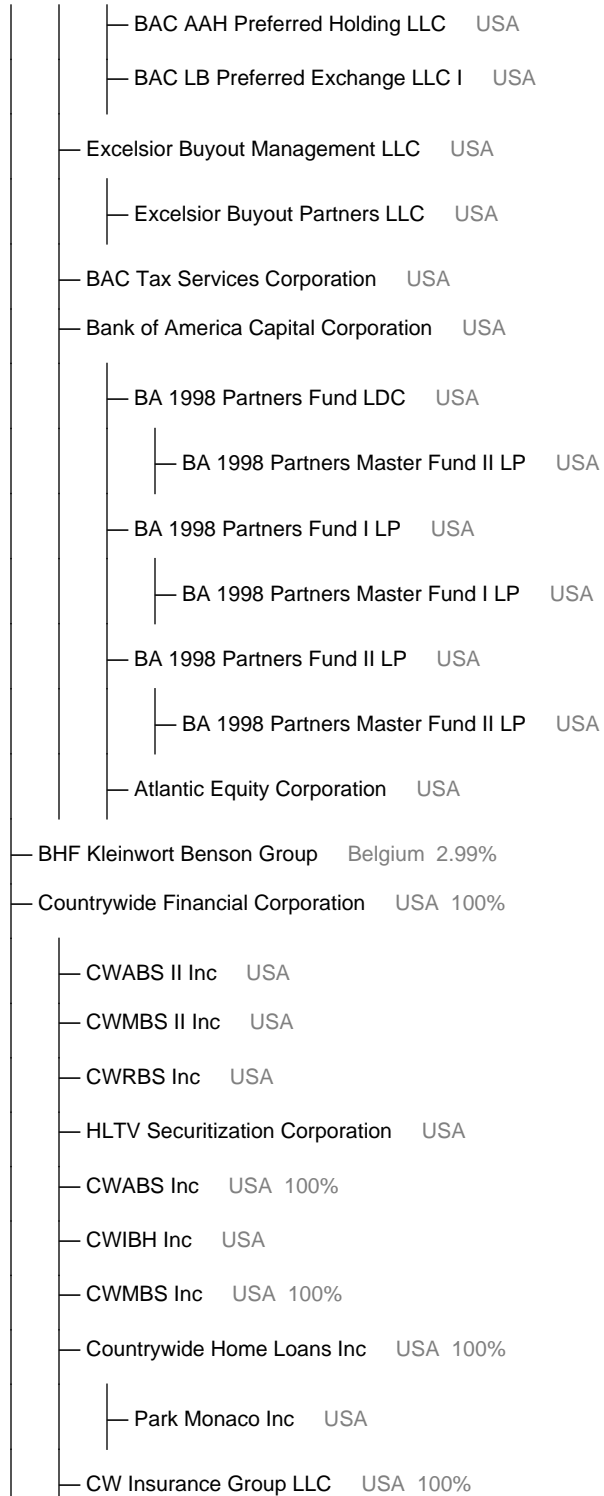 BAC AAH Preferred Holding LLC USA
BAC LB Preferred Exchange LLC I USA
Excelsior Buyout Management LLC USA
Excelsior Buyout Partners LLC USA
BAC Tax Services Corporation USA
Bank of America Capital Corporation USA
BA 1998 Partners Fund LDC USA
BA 1998 Partners Master Fund II LP USA
BA 1998 Partners Fund I LP USA
BA 1998 Partners Master Fund I LP USA
BA 1998 Partners Fund II LP USA
BA 1998 Partners Master Fund II LP USA
Atlantic Equity Corporation USA
BHF Kleinwort Benson Group Belgium 2.99%
Countrywide Financial Corporation USA 100%
CWABS II Inc USA
CWMBS II Inc USA
CWRBS Inc USA
HLTV Securitization Corporation USA
CWABS Inc USA 100%
CWIBH Inc USA
CWMBS Inc USA 100%
Countrywide Home Loans Inc USA 100%
Park Monaco Inc USA
CW Insurance Group LLC USA 100%